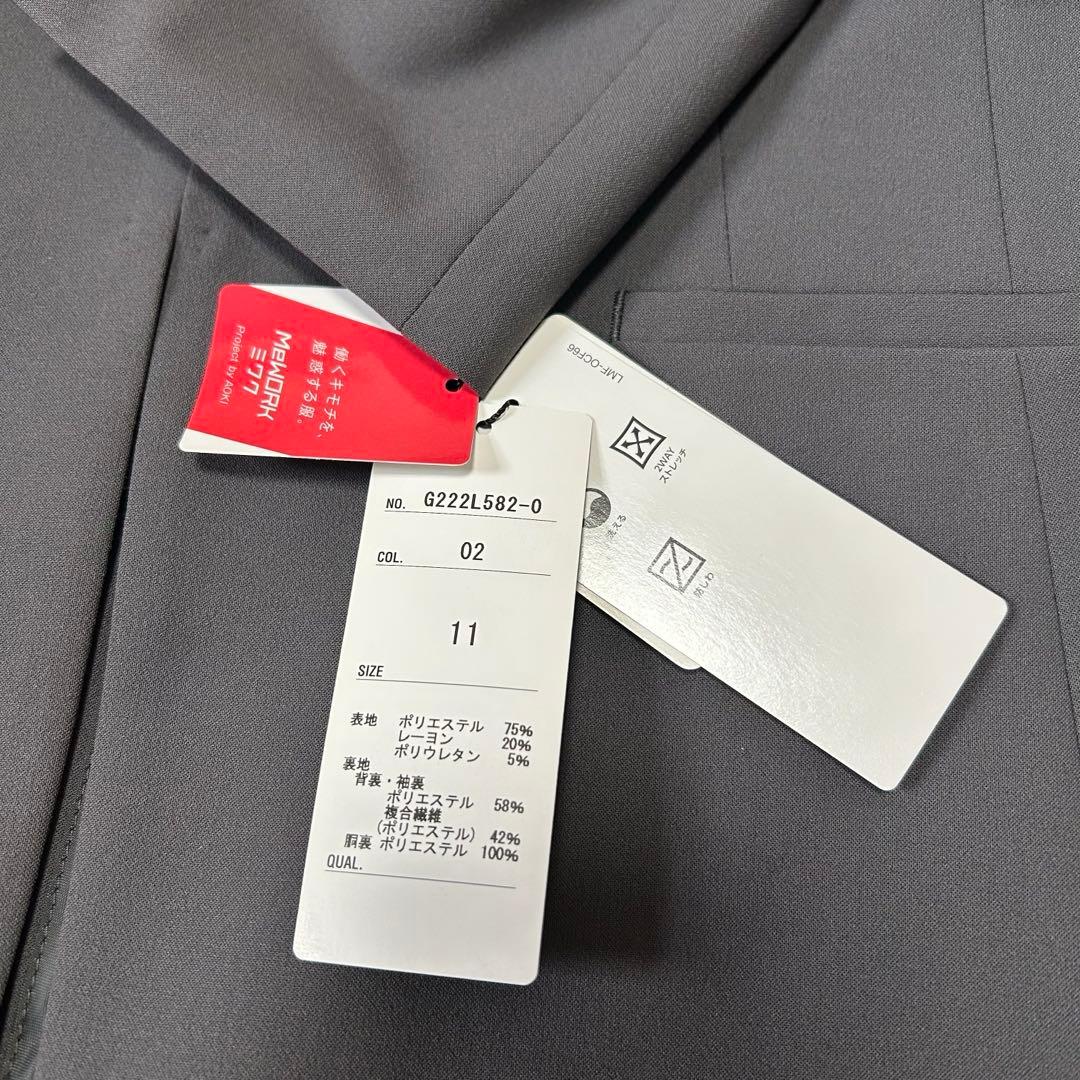 働くキモチを、
魅惑する服。
MeWORK
ミワク
Project by AOKI
LMF-OCF66
2WAY
ストレッチ
洗える
防しわ
NO. G222L582-0
COL. 02
11
SIZE
表地 ポリエステル 75%
レーヨン 20%
ポリウレタン 5%
裏地
背裏・袖裏
ポリエステル 58%
複合繊維
(ポリエステル) 42%
胴裏 ポリエステル 100%
QUAL.